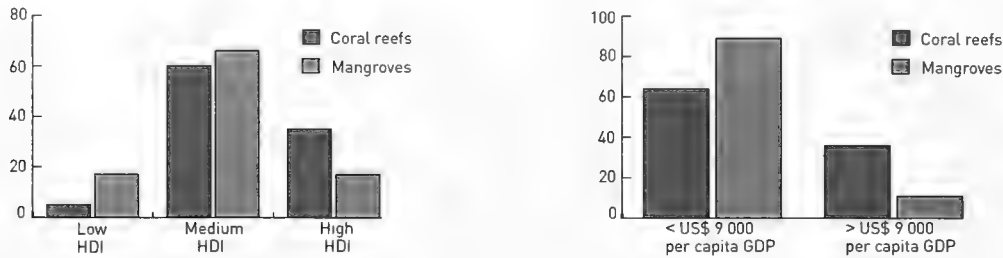 80
60
40
20
0
Coral reefs
Mangroves
Low
HDI
Medium
HDI
High
HDI
100
80
60
40
20
0
Coral reefs
Mangroves
< US$ 9 000
per capita GDP
> US$ 9 000
per capita GDP